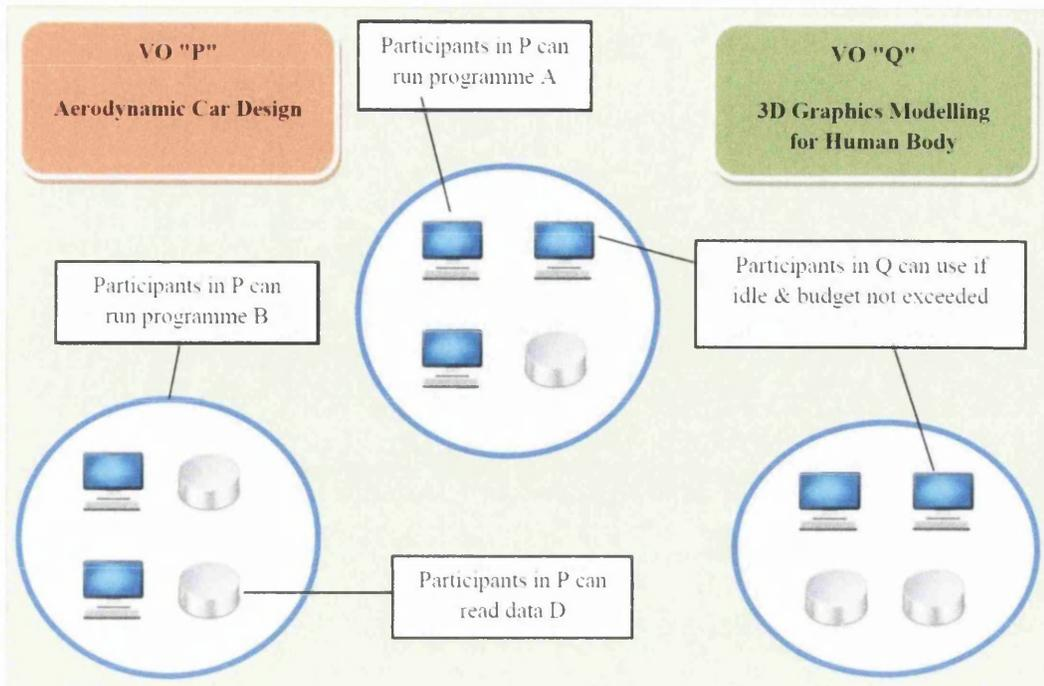 VO "P"
Aerodynamic Car Design
Participants in P can
run programme A
VO "Q"
3D Graphics Modelling
for Human Body
Participants in P can
run programme B
Participants in Q can use if
idle & budget not exceeded
Participants in P can
read data D